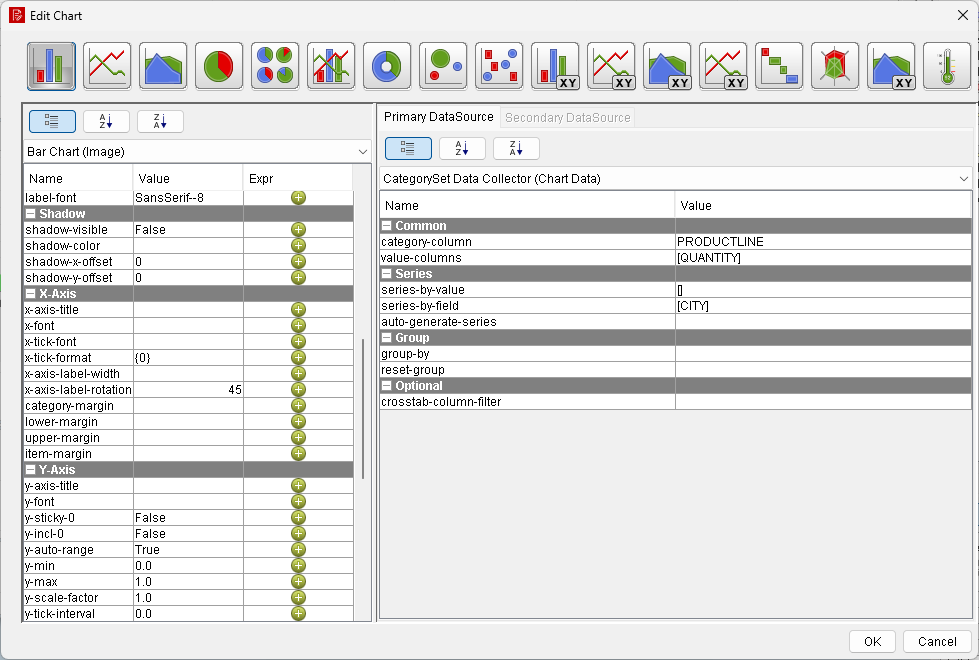 Edit Chart
XY XY XY XY XY
A
Z
Z
A
Bar Chart (Image)
Name Value Expr
label-font SansSerif--8
Shadow
shadow-visible False
shadow-color
shadow-x-offset 0
shadow-y-offset 0
X-Axis
x-axis-title
x-font
x-tick-font
x-tick-format {0}
x-axis-label-width
x-axis-label-rotation 45
category-margin
lower-margin
upper-margin
item-margin
Y-Axis
y-axis-title
y-font
y-sticky-0 False
y-incl-0 False
y-auto-range True
y-min 0.0
y-max 1.0
y-scale-factor 1.0
y-tick-interval 0.0
Primary DataSource Secondary DataSource
A
Z
Z
A
CategorySet Data Collector (Chart Data)
Name Value
Common
category-column PRODUCTLINE
value-columns [QUANTITY]
Series
series-by-value []
series-by-field [CITY]
auto-generate-series
Group
group-by
reset-group
Optional
crosstab-column-filter
OK Cancel